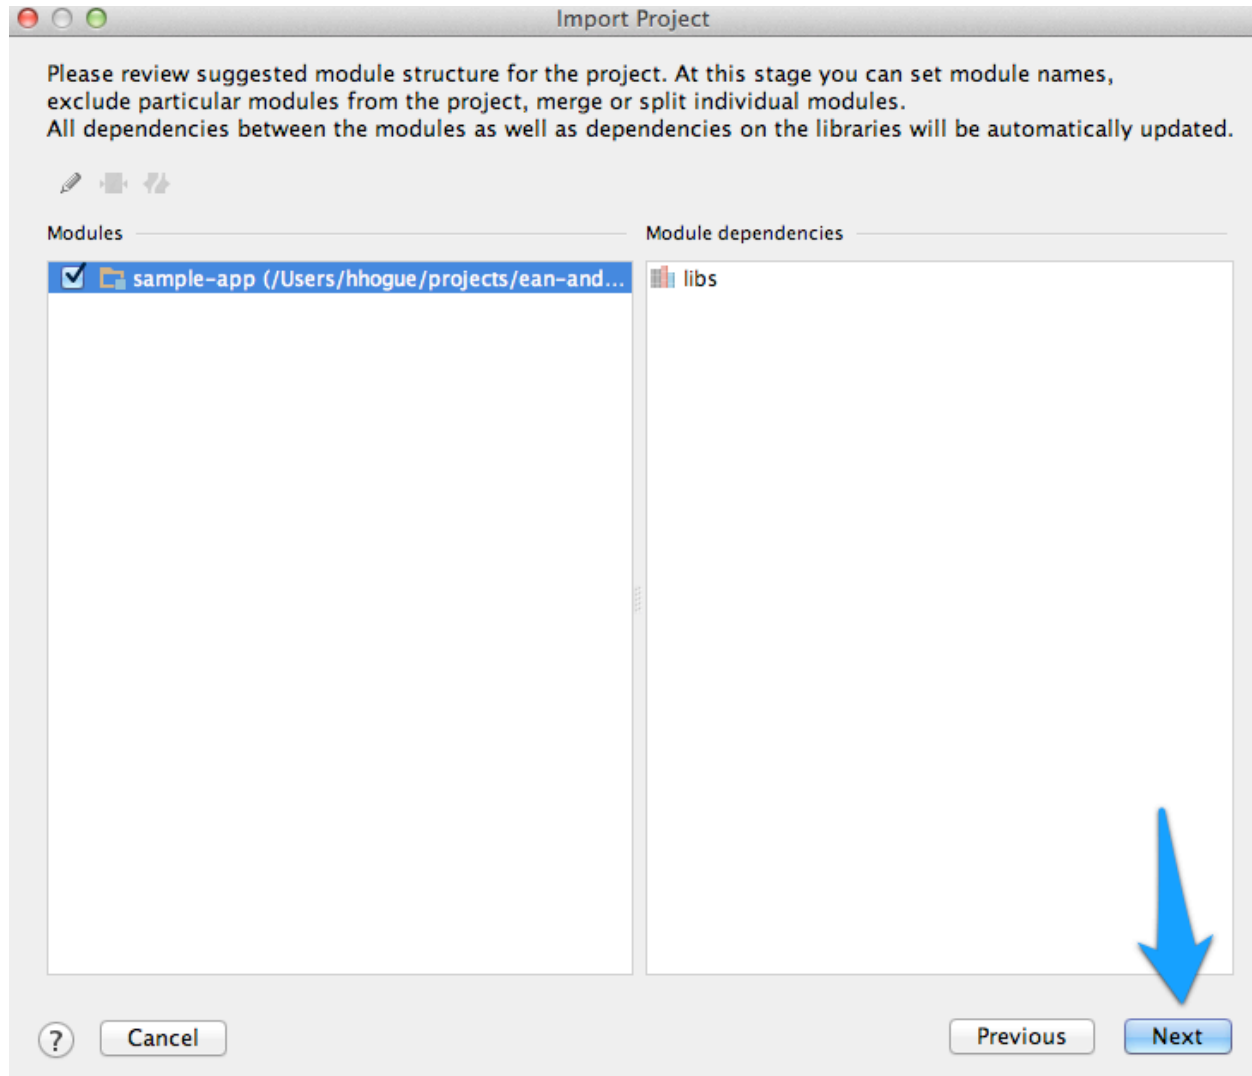 Import Project
Please review suggested module structure for the project. At this stage you can set module names,
exclude particular modules from the project, merge or split individual modules.
All dependencies between the modules as well as dependencies on the libraries will be automatically updated.
Modules
Module dependencies
sample-app (/Users/hhogue/projects/ean-and...
libs
?
Cancel
Previous
Next